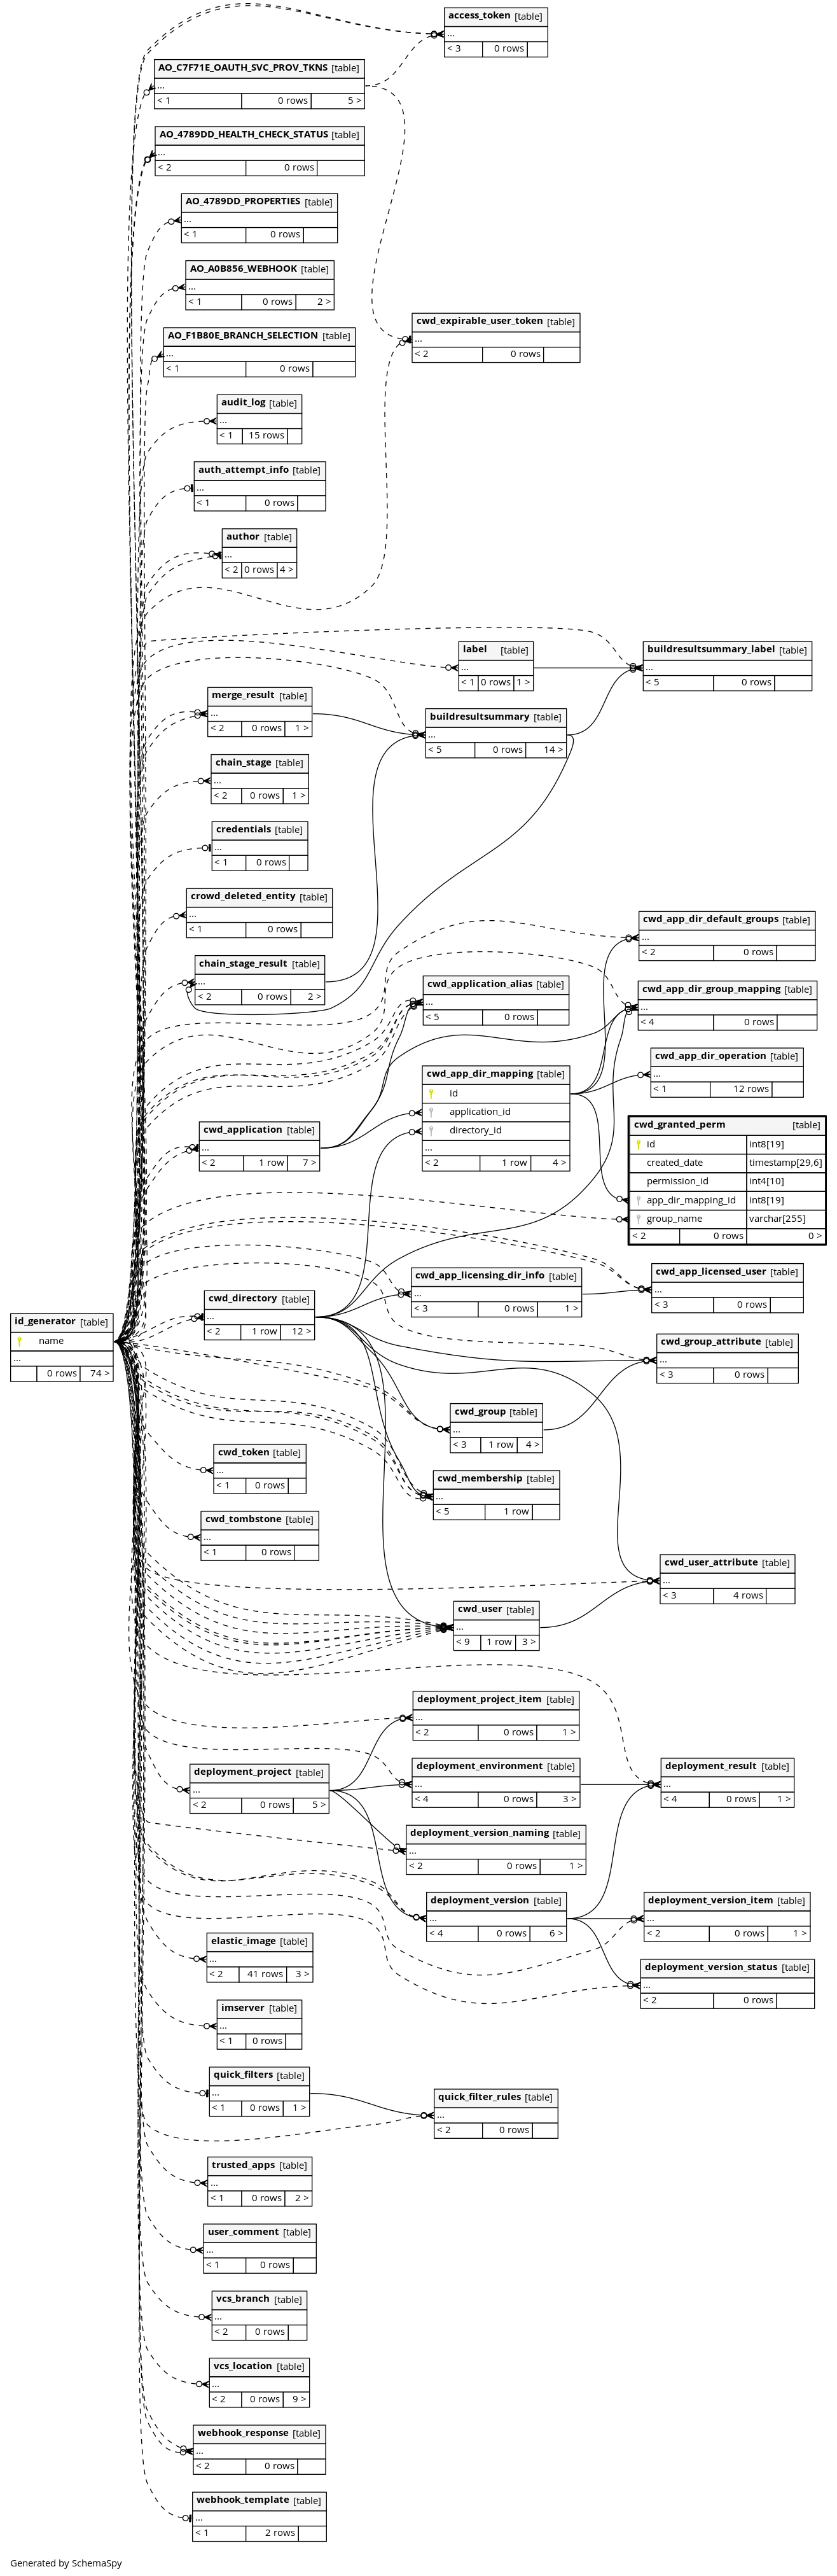 access_token [table]
...
< 3 0 rows
AO_C7F71E_OAUTH_SVC_PROV_TKNS [table]
...
< 1 0 rows 5 >
AO_4789DD_HEALTH_CHECK_STATUS [table]
...
< 2 0 rows
AO_4789DD_PROPERTIES [table]
...
< 1 0 rows
AO_A0B856_WEBHOOK [table]
...
< 1 0 rows 2 >
cwd_expirable_user_token [table]
...
< 2 0 rows
AO_F1B80E_BRANCH_SELECTION [table]
...
< 1 0 rows
audit_log [table]
...
< 1 15 rows
auth_attempt_info [table]
...
< 1 0 rows
author [table]
...
< 2 0 rows 4 >
label [table]
...
< 1 0 rows 1 >
buildresultsummary_label [table]
...
< 5 0 rows
merge_result [table]
...
< 2 0 rows 1 >
buildresultsummary [table]
...
< 5 0 rows 14 >
chain_stage [table]
...
< 2 0 rows 1 >
credentials [table]
...
< 1 0 rows
crowd_deleted_entity [table]
...
< 1 0 rows
cwd_app_dir_default_groups [table]
...
< 2 0 rows
chain_stage_result [table]
...
< 2 0 rows 2 >
cwd_application_alias [table]
...
< 5 0 rows
cwd_app_dir_group_mapping [table]
...
< 4 0 rows
cwd_app_dir_mapping [table]
id
application_id
directory_id
...
< 2 1 row 4 >
cwd_app_dir_operation [table]
...
< 1 12 rows
cwd_application [table]
...
< 2 1 row 7 >
cwd_granted_perm [table]
id int8[19]
created_date timestamp[29,6]
permission_id int4[10]
app_dir_mapping_id int8[19]
group_name varchar[255]
< 2 0 rows 0 >
cwd_app_licensing_dir_info [table]
...
< 3 0 rows 1 >
cwd_app_licensed_user [table]
...
< 3 0 rows
cwd_directory [table]
...
< 2 1 row 12 >
id_generator [table]
name
...
0 rows 74 >
cwd_group_attribute [table]
...
< 3 0 rows
cwd_group [table]
...
< 3 1 row 4 >
cwd_token [table]
...
< 1 0 rows
cwd_membership [table]
...
< 5 1 row
cwd_tombstone [table]
...
< 1 0 rows
cwd_user_attribute [table]
...
< 3 4 rows
cwd_user [table]
...
< 9 1 row 3 >
deployment_project_item [table]
...
< 2 0 rows 1 >
deployment_project [table]
...
< 2 0 rows 5 >
deployment_environment [table]
...
< 4 0 rows 3 >
deployment_result [table]
...
< 4 0 rows 1 >
deployment_version_naming [table]
...
< 2 0 rows 1 >
deployment_version [table]
...
< 4 0 rows 6 >
deployment_version_item [table]
...
< 2 0 rows 1 >
elastic_image [table]
...
< 2 41 rows 3 >
deployment_version_status [table]
...
< 2 0 rows
imserver [table]
...
< 1 0 rows
quick_filters [table]
...
< 1 0 rows 1 >
quick_filter_rules [table]
...
< 2 0 rows
trusted_apps [table]
...
< 1 0 rows 2 >
user_comment [table]
...
< 1 0 rows
vcs_branch [table]
...
< 2 0 rows
vcs_location [table]
...
< 2 0 rows 9 >
webhook_response [table]
...
< 2 0 rows
webhook_template [table]
...
< 1 2 rows
Generated by SchemaSpy